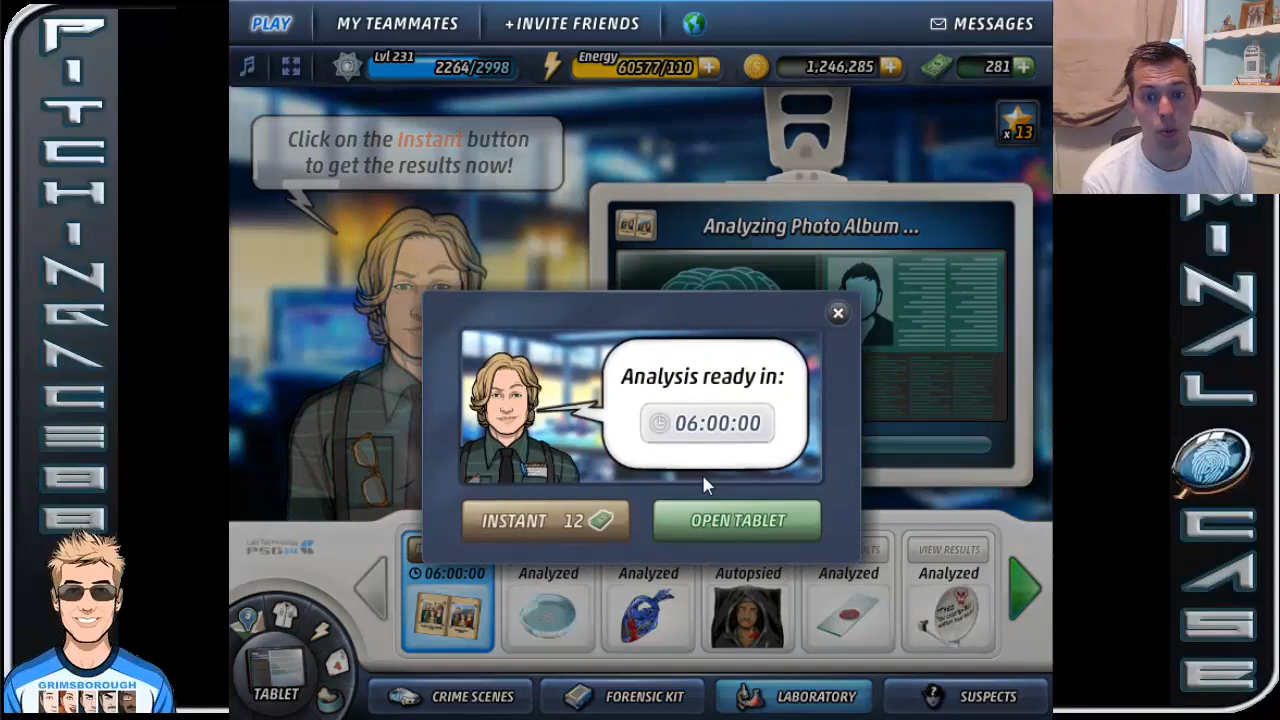 PLAY
MY TEAMMATES
+INVITE FRIENDS
MESSAGES
Lvl 231
2264/2998
Energy
60577/110
1,246,285
281
Click on the Instant button
to get the results now!
x 13
Analyzing Photo Album ...
Analysis ready in:
06:00:00
INSTANT 12
OPEN TABLET
VIEW RESULTS
06:00:00
Analyzed
Analyzed
Autopsied
Analyzed
Analyzed
TABLET
CRIME SCENES
FORENSIC KIT
LABORATORY
SUSPECTS
GRIMSBOROUGH